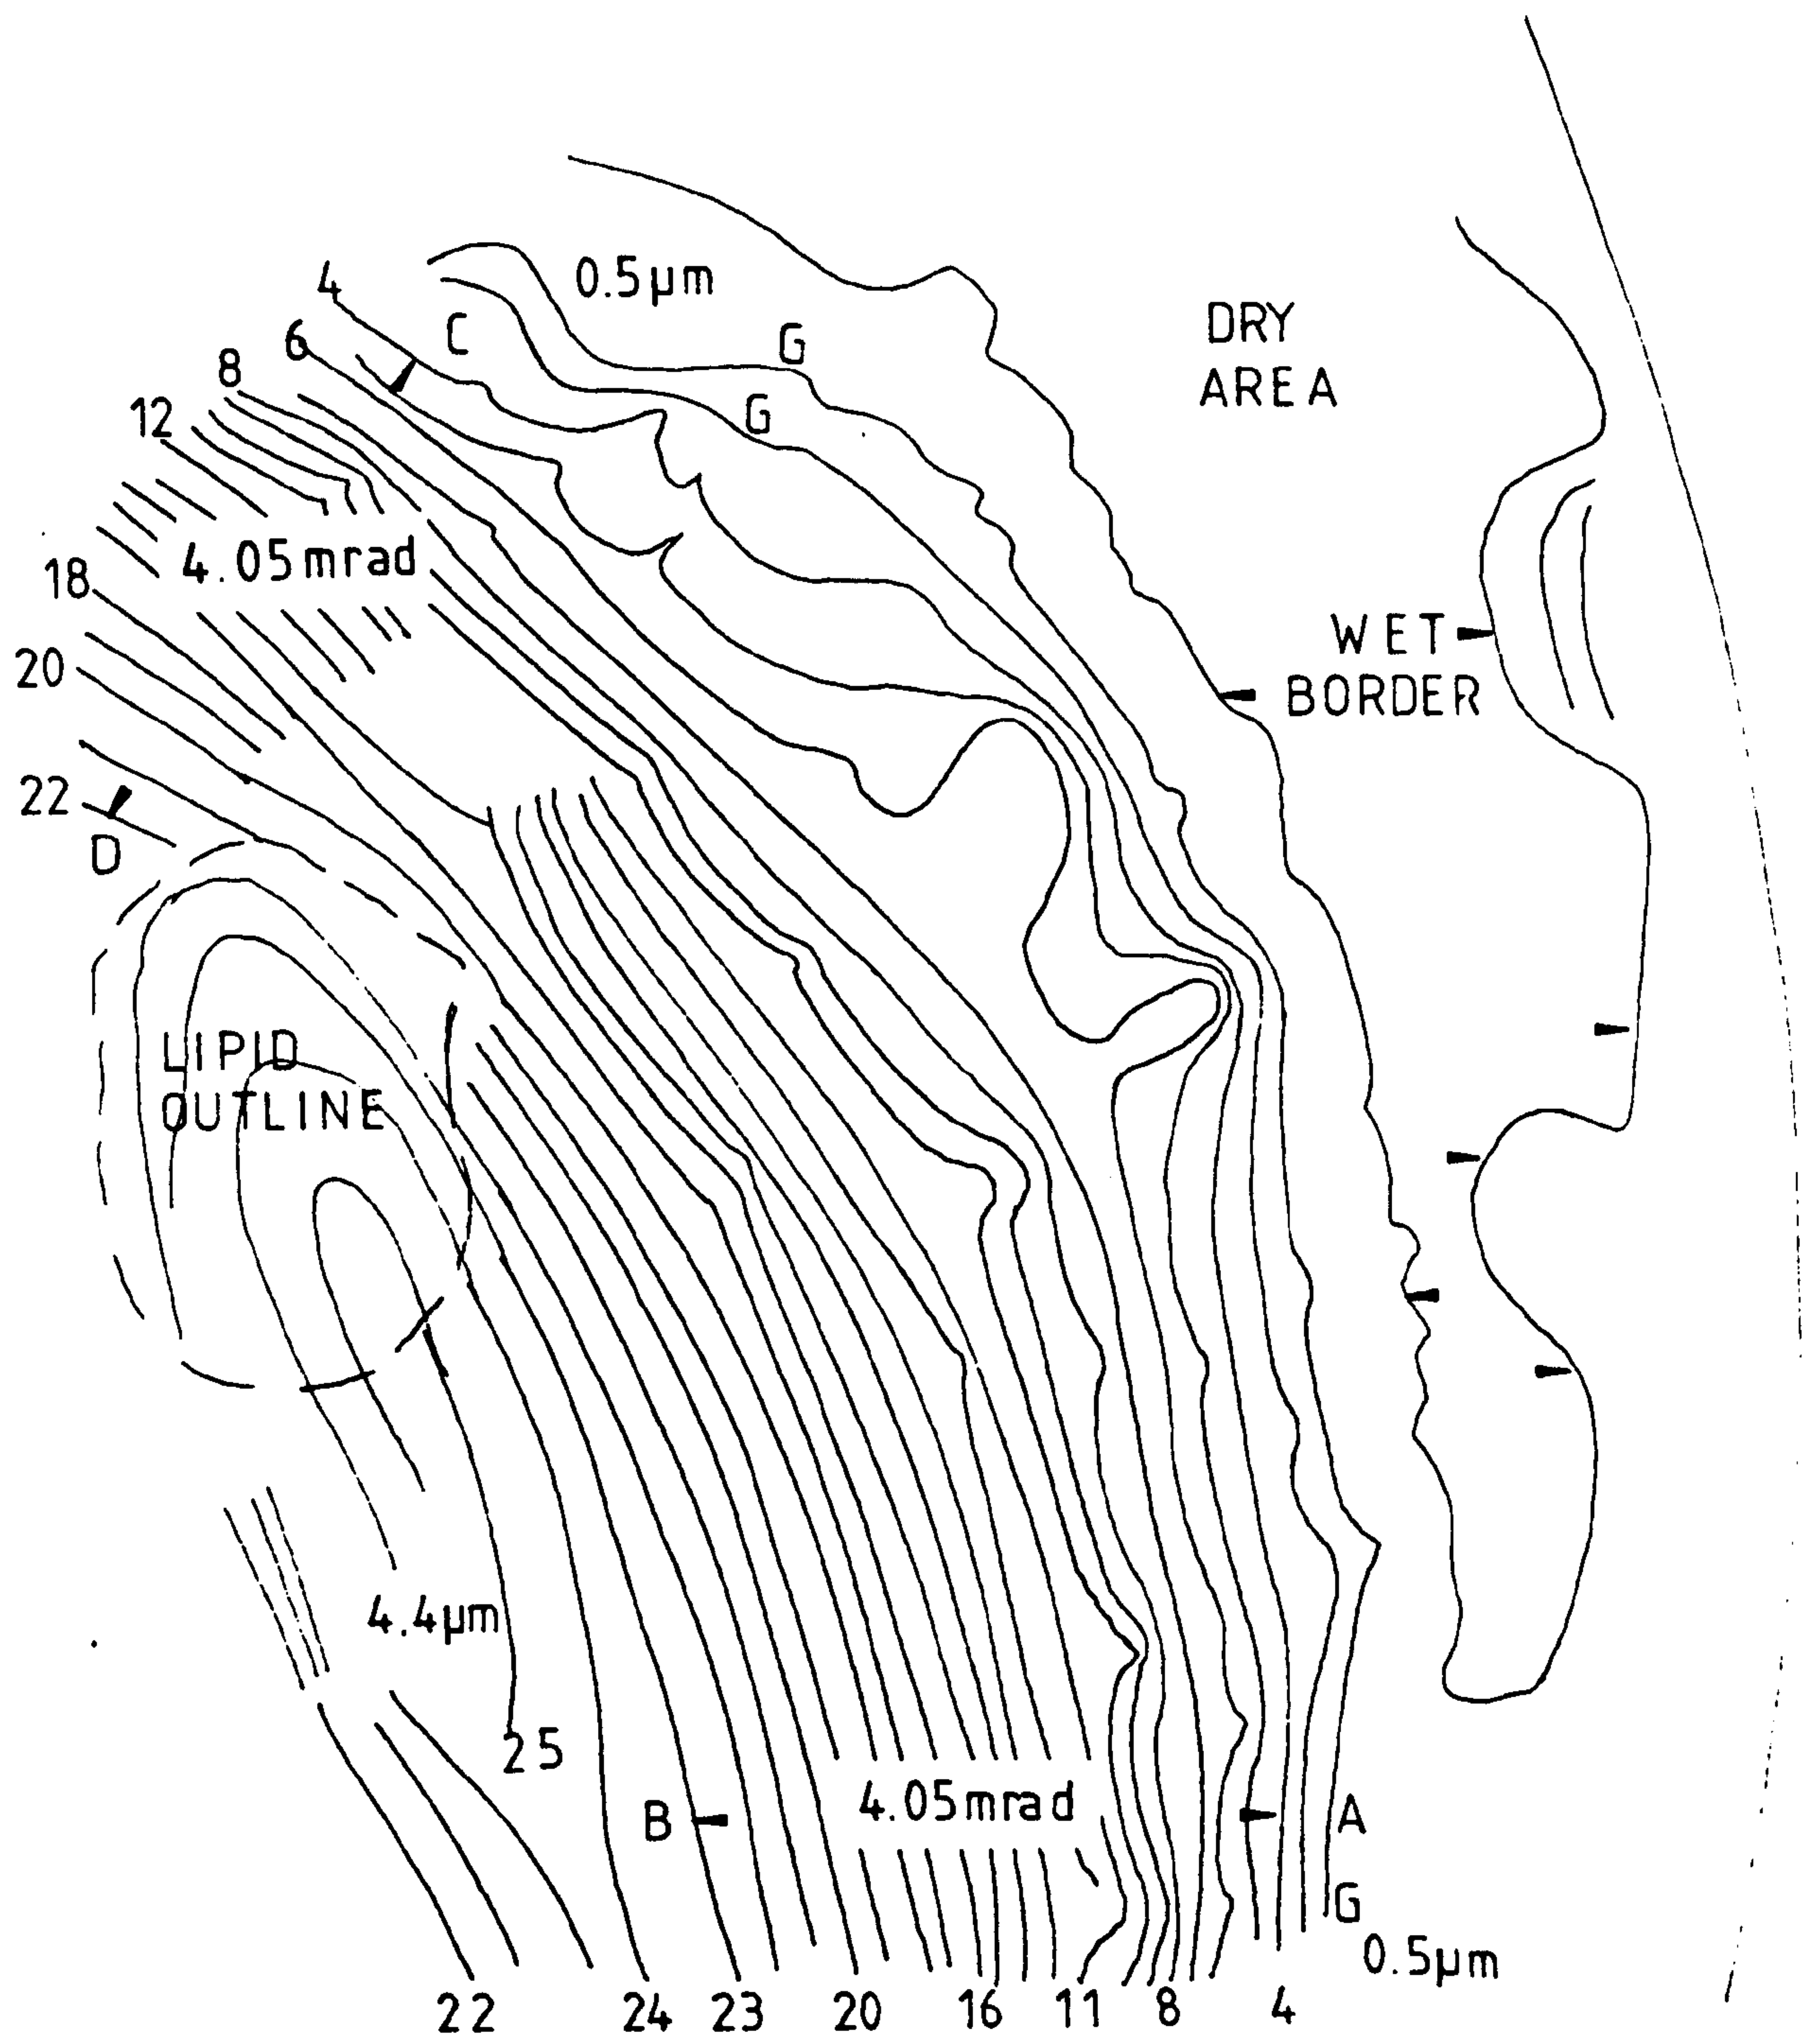 0.5µm
4
C
G
DRY
AREA
6
8
G
12
4.05mrad
18
WET
BORDER
20
22
D
LIPID
OUTLINE
4.4µm
25
B
4.05mrad
A
G
0.5µm
22
24
23
20
16
11
8
4